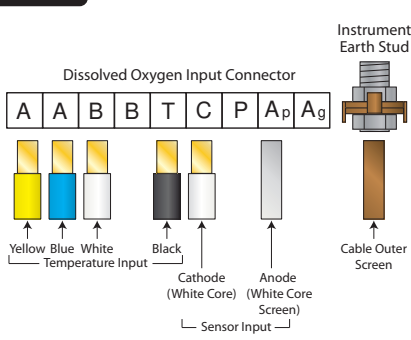 Instrument
Earth Stud
Dissolved Oxygen Input Connector
A A B B T C P Ap Ag
Yellow Blue White Black
Temperature Input
Cable Outer
Screen
Cathode
(White Core)
Anode
(White Core
Screen)
Sensor Input